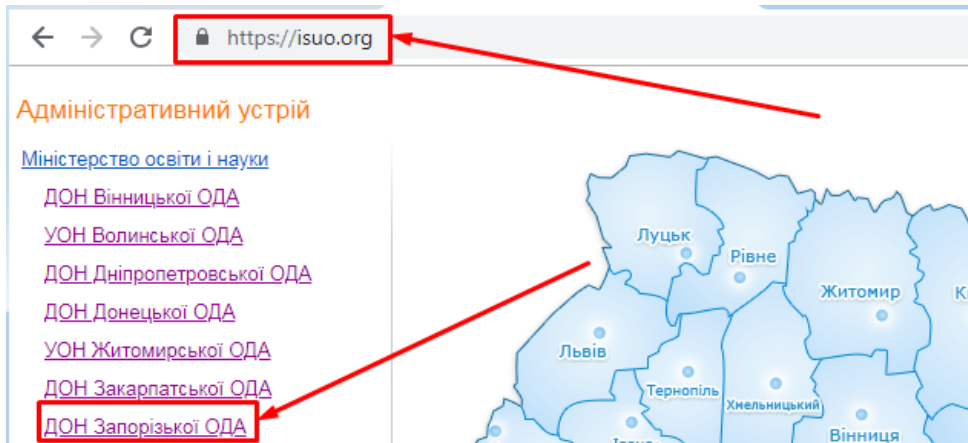 https://isuo.org
Адміністративний устрій
Міністерство освіти і науки
ДОН Вінницької ОДА
УОН Волинської ОДА
ДОН Дніпропетровської ОДА
ДОН Донецької ОДА
УОН Житомирської ОДА
ДОН Закарпатської ОДА
ДОН Запорізької ОДА
Луцьк
Рівне
Житомир
Львів
Тернопіль
Хмельницький
Вінниця